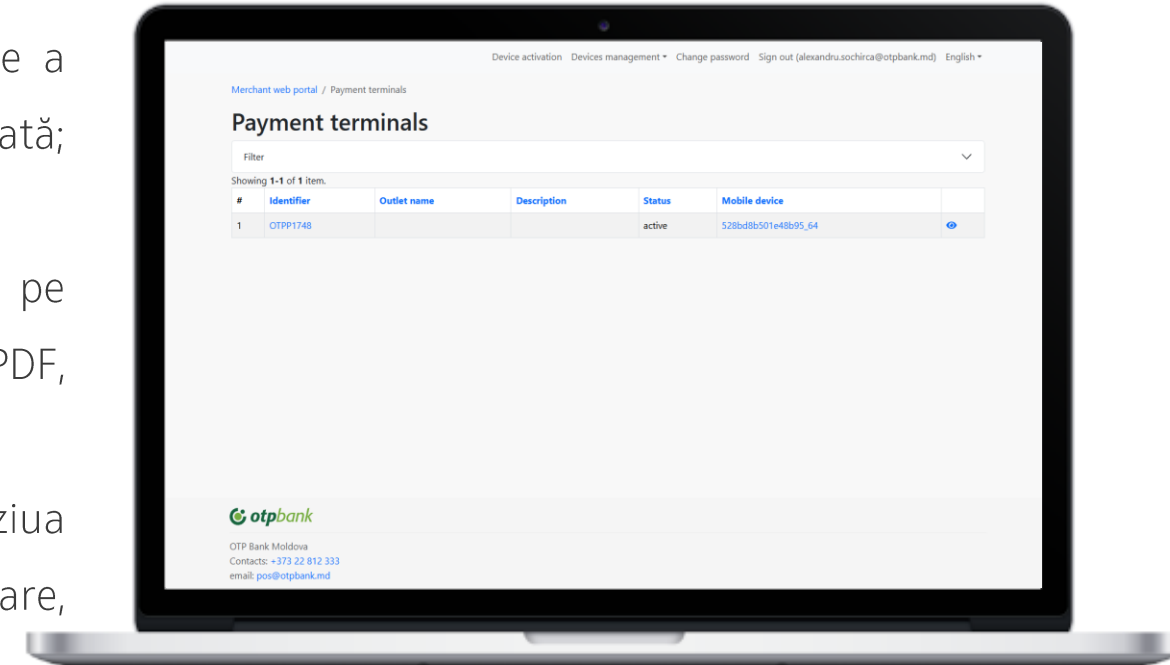 e a
ată;
pe
PDF,
ziua
are,
Device activation Devices management Change password Sign out (alexandru.sochirca@otpbank.md) English
Merchant web portal / Payment terminals
Payment terminals
Filter
Showing 1-1 of 1 item.
# Identifier Outlet name Description Status Mobile device
1 OTPP1748 active 528bd8b501e48b95_64
otpbank
OTP Bank Moldova
Contacts: +373 22 812 333
email: pos@otpbank.md